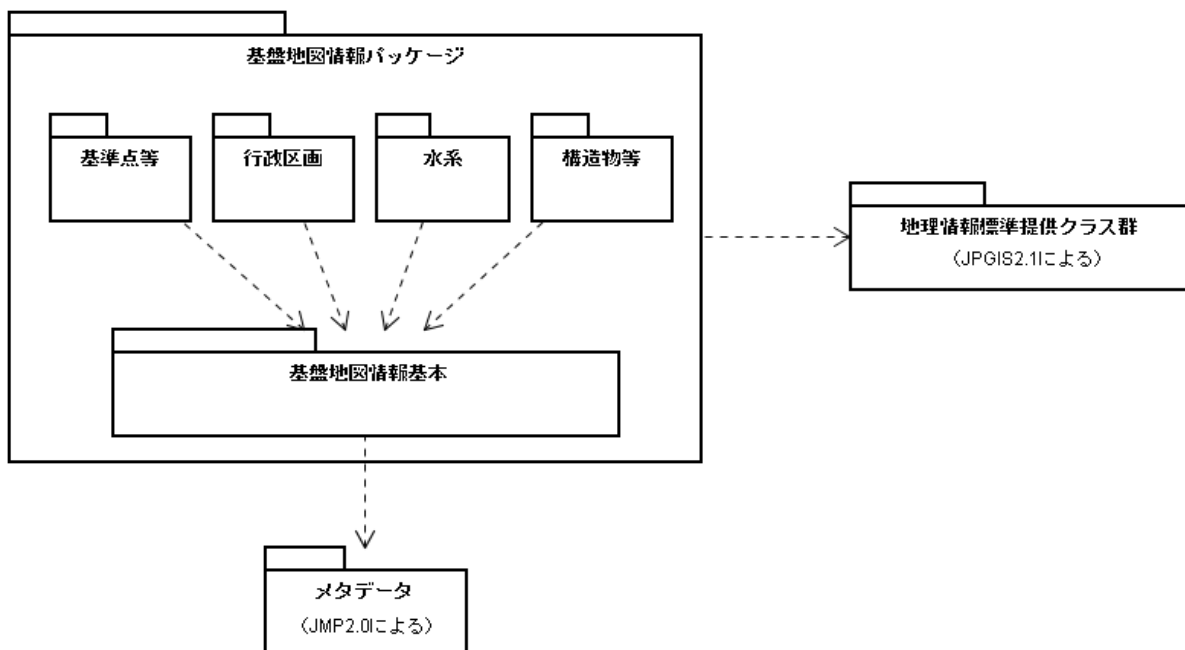 基盤地図情報パッケージ
基準点等
行政区画
水系
構造物等
地理情報標準提供クラス群
（JPGIS2.1による）
基盤地図情報基本
メタデータ
（JMP2.0による）